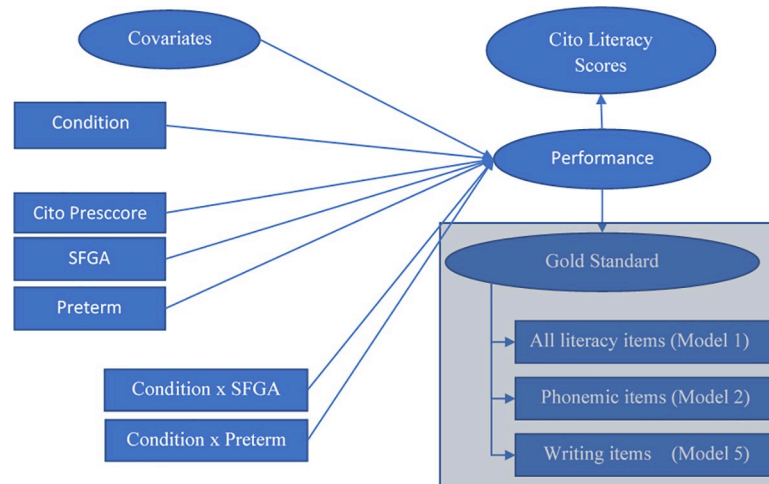 Covariates
Cito Literacy
Scores
Condition
Performance
Cito Presccore
SFGA
Preterm
Gold Standard
All literacy items (Model 1)
Condition x SFGA
Phonemic items (Model 2)
Condition x Preterm
Writing items (Model 5)